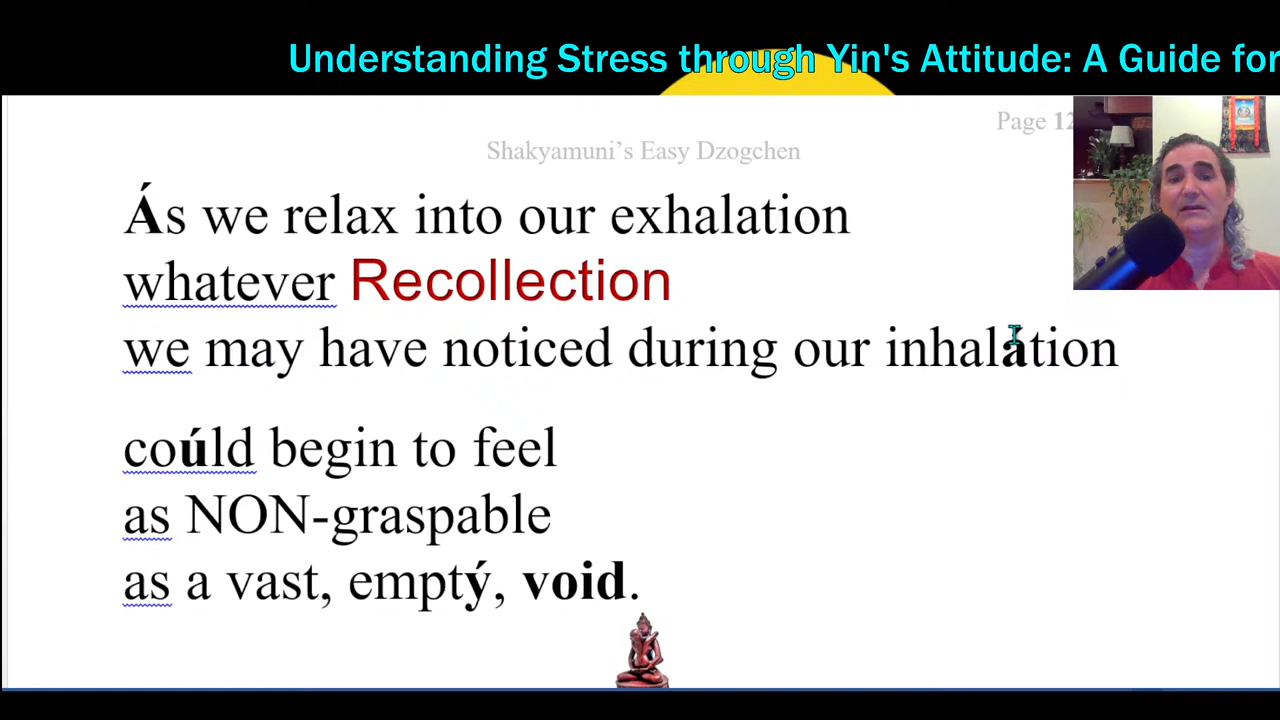 Understanding Stress through Yin's Attitude: A Guide for
Page 12
Shakyamuni’s Easy Dzogchen
Ás we relax into our exhalation
whatever Recollection
we may have noticed during our inhalátion
coúld begin to feel
as NON-graspable
as a vast, emptý, void.